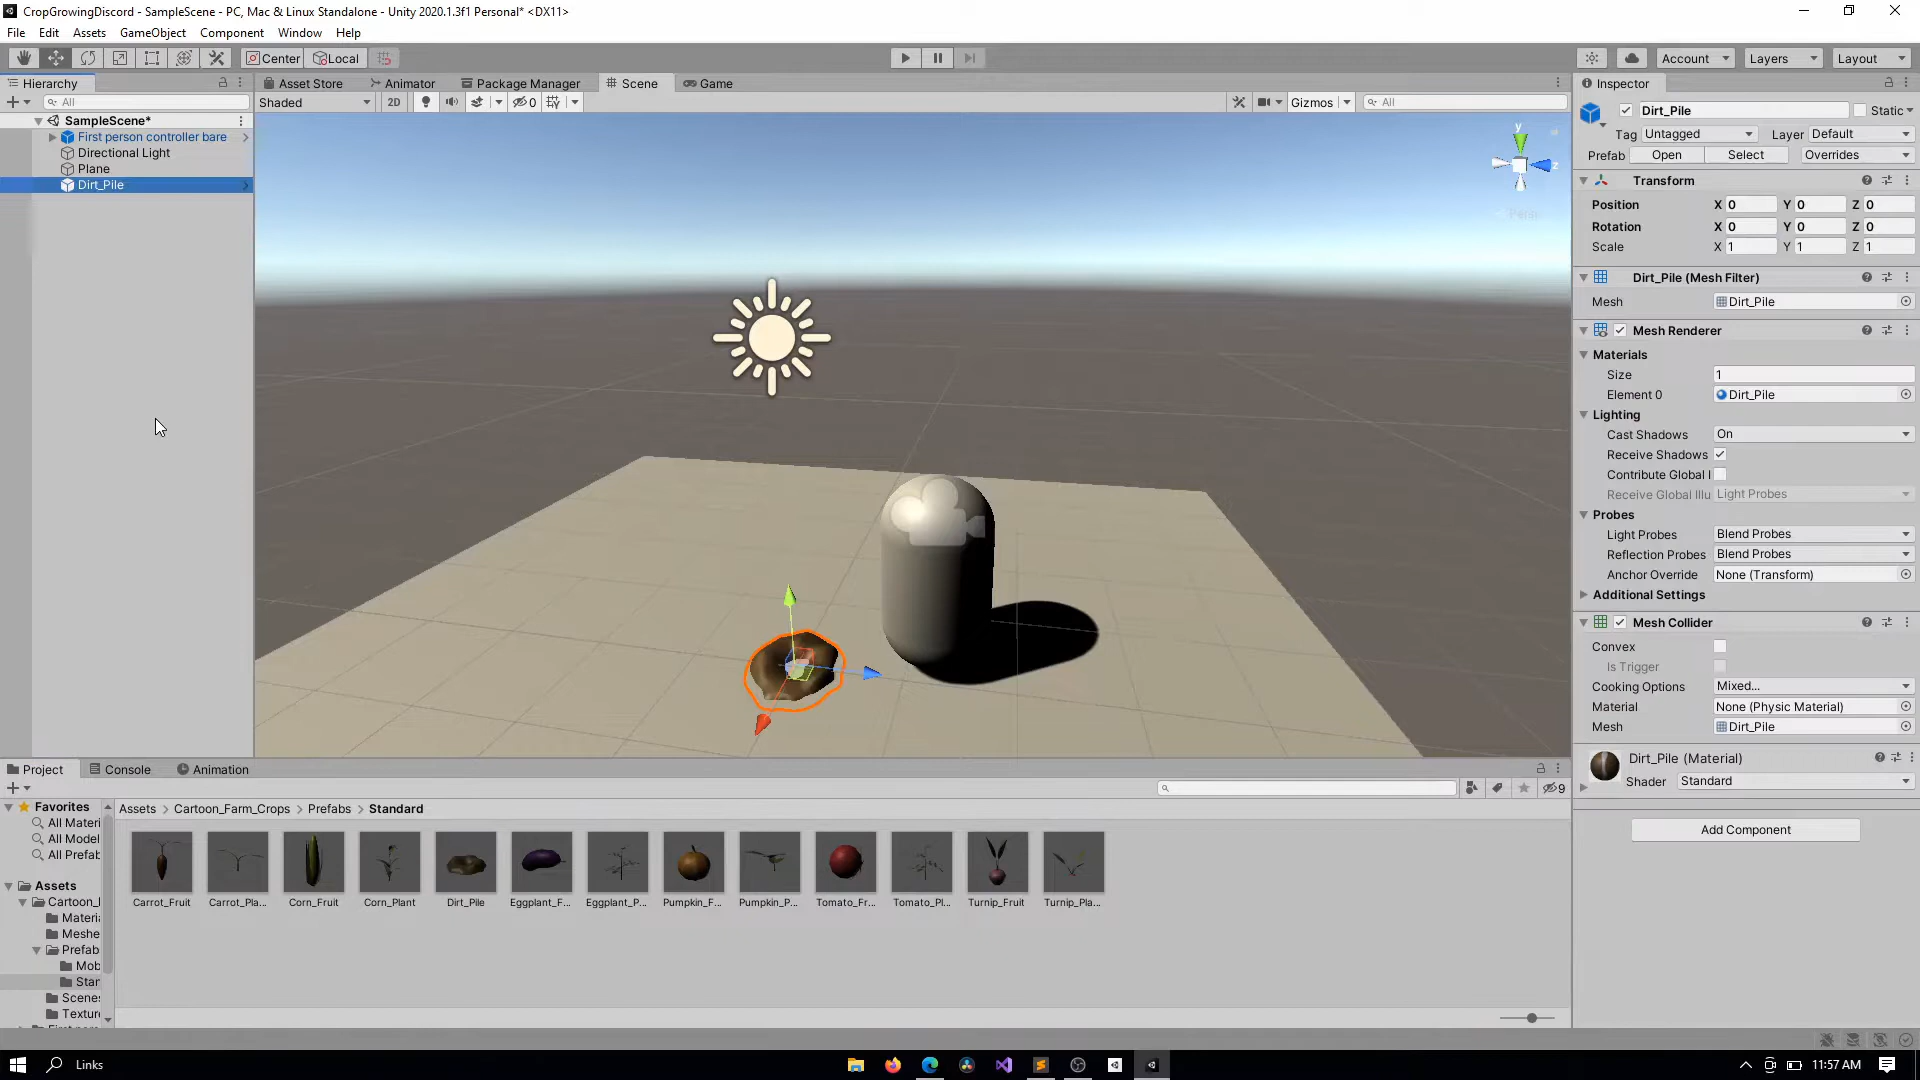 CropGrowingDiscord - SampleScene - PC, Mac & Linux Standalone - Unity 2020.1.3f1 Personal* <DX11>
File Edit Assets GameObject Component Window Help
Center Local Account Layers Layout
Hierarchy
All
SampleScene*
First person controller bare
Directional Light
Plane
Dirt_Pile
Asset Store Animator Package Manager Scene Game
Shaded 2D 0 Gizmos All
y
z
Persp
Inspector
Dirt_Pile Static
Tag Untagged Layer Default
Prefab Open Select Overrides
Transform
Position X 0 Y 0 Z 0
Rotation X 0 Y 0 Z 0
Scale X 1 Y 1 Z 1
Dirt_Pile (Mesh Filter)
Mesh Dirt_Pile
Mesh Renderer
Materials
Size 1
Element 0 Dirt_Pile
Lighting
Cast Shadows On
Receive Shadows
Contribute Global I
Receive Global Illu Light Probes
Probes
Light Probes Blend Probes
Reflection Probes Blend Probes
Anchor Override None (Transform)
Additional Settings
Mesh Collider
Convex
Is Trigger
Cooking Options Mixed...
Material None (Physic Material)
Mesh Dirt_Pile
Dirt_Pile (Material)
Shader Standard
Add Component
Project Console Animation
9
Favorites
All Materi
All Model
All Prefab
Assets
Cartoon_
Materia
Meshe
Prefab
Mob
Star
Scenes
Texture
Assets > Cartoon_Farm_Crops > Prefabs > Standard
Carrot_Fruit Carrot_Pla... Corn_Fruit Corn_Plant Dirt_Pile Eggplant_F... Eggplant_P... Pumpkin_F... Pumpkin_P... Tomato_Fr... Tomato_Pl... Turnip_Fruit Turnip_Pla...
Links
11:57 AM